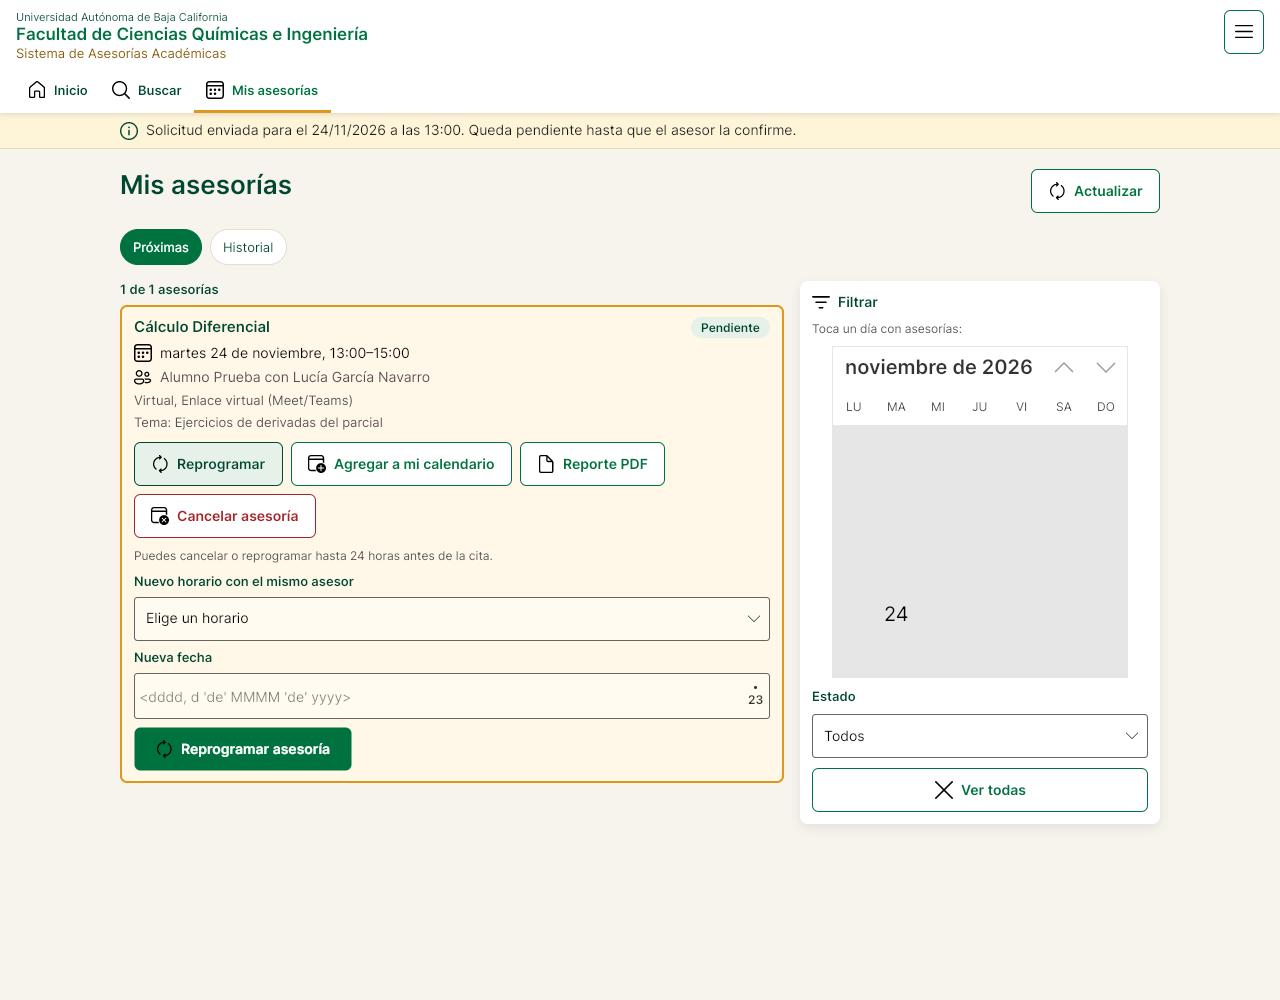 Universidad Autónoma de Baja California
Facultad de Ciencias Químicas e Ingeniería
Sistema de Asesorías Académicas
Inicio
Buscar
Mis asesorías
Solicitud enviada para el 24/11/2026 a las 13:00. Queda pendiente hasta que el asesor la confirme.
Mis asesorías
Actualizar
Próximas
Historial
1 de 1 asesorías
Cálculo Diferencial
Pendiente
martes 24 de noviembre, 13:00–15:00
Alumno Prueba con Lucía García Navarro
Virtual, Enlace virtual (Meet/Teams)
Tema: Ejercicios de derivadas del parcial
Reprogramar
Agregar a mi calendario
Reporte PDF
Cancelar asesoría
Puedes cancelar o reprogramar hasta 24 horas antes de la cita.
Nuevo horario con el mismo asesor
Elige un horario
Nueva fecha
<dddd, d 'de' MMMM 'de' yyyy>
23
Reprogramar asesoría
Filtrar
Toca un día con asesorías:
noviembre de 2026
LU MA MI JU VI SA DO
24
Estado
Todos
Ver todas